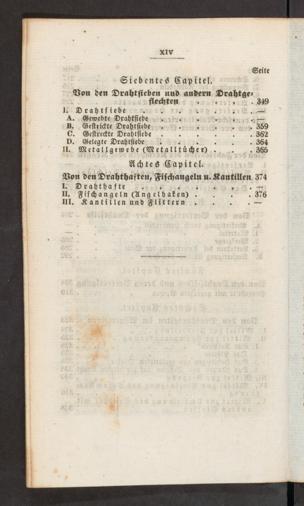 XIV
Seite
Siebentes Capitel.
Von den Drahtsieben und andern Drahtge-
flechten . . . . . . 349
I. Drahtsiebe . . . . . . —
A. Gewebte Drahtsiebe . . . . . —
B. Gestrickte Drahtsiebe . . . . . 359
C. Gestreckte Drahtsiebe . . . . . 362
D. Gelegte Drahtsiebe . . . . . 364
II. Metallgewebe (Metalltücher) . . . 365
Achtes Capitel.
Von den Drahthaften, Fischangeln u. Kantillen 374
I. Drahthafte . . . . . . —
II. Fischangeln (Angelhaken) . . . . 376
III. Kantillen und Flittern . . . . —